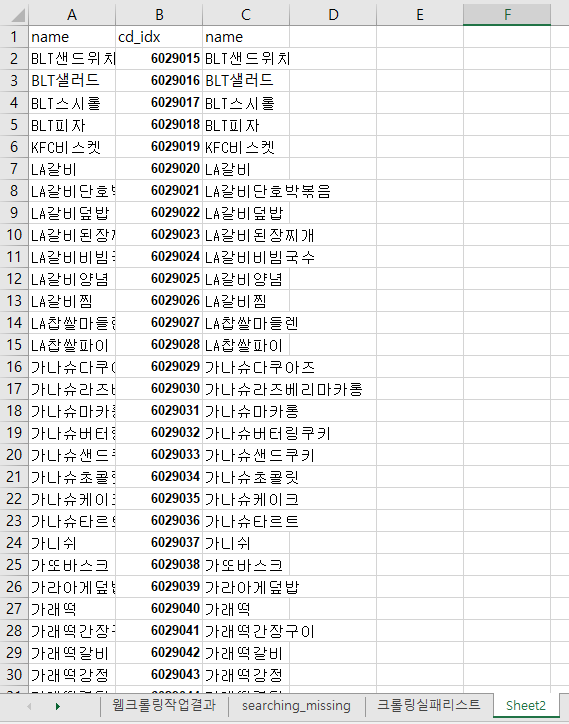 A B C D E F
1 name cd_idx name
2 BLT샌드위치 6029015 BLT샌드위치
3 BLT샐러드 6029016 BLT샐러드
4 BLT스시롤 6029017 BLT스시롤
5 BLT피자 6029018 BLT피자
6 KFC비스켓 6029019 KFC비스켓
7 LA갈비 6029020 LA갈비
8 LA갈비단호 6029021 LA갈비단호박볶음
9 LA갈비덮밥 6029022 LA갈비덮밥
10 LA갈비된장 6029023 LA갈비된장찌개
11 LA갈비비빔 6029024 LA갈비비빔국수
12 LA갈비양념 6029025 LA갈비양념
13 LA갈비찜 6029026 LA갈비찜
14 LA찹쌀마들렌 6029027 LA찹쌀마들렌
15 LA찹쌀파이 6029028 LA찹쌀파이
16 가나슈다쿠 6029029 가나슈다쿠아즈
17 가나슈라즈 6029030 가나슈라즈베리마카롱
18 가나슈마카롱 6029031 가나슈마카롱
19 가나슈버터링 6029032 가나슈버터링쿠키
20 가나슈샌드 6029033 가나슈샌드쿠키
21 가나슈초콜릿 6029034 가나슈초콜릿
22 가나슈케이크 6029035 가나슈케이크
23 가나슈타르트 6029036 가나슈타르트
24 가니쉬 6029037 가니쉬
25 가또바스크 6029038 가또바스크
26 가라아게덮밥 6029039 가라아게덮밥
27 가래떡 6029040 가래떡
28 가래떡간장 6029041 가래떡간장구이
29 가래떡갈비 6029042 가래떡갈비
30 가래떡강정 6029043 가래떡강정
웹크롤링작업결과 searching_missing 크롤링실패리스트 Sheet2